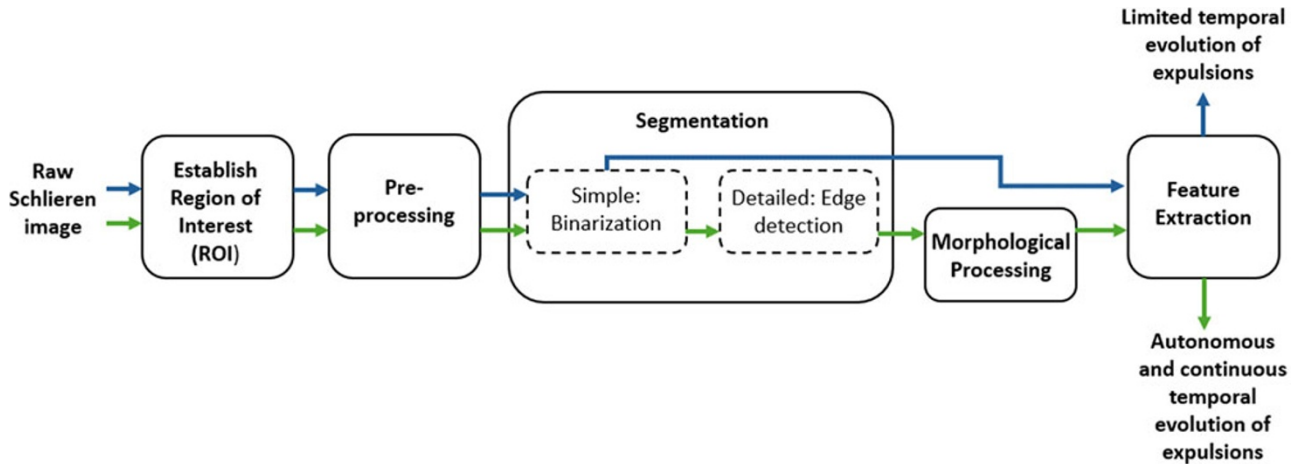 Raw
Schlieren
image
Establish
Region of
Interest
(ROI)
Pre-
processing
Segmentation
Simple:
Binarization
Detailed: Edge
detection
Morphological
Processing
Feature
Extraction
Limited temporal
evolution of
expulsions
Autonomous
and continuous
temporal
evolution of
expulsions